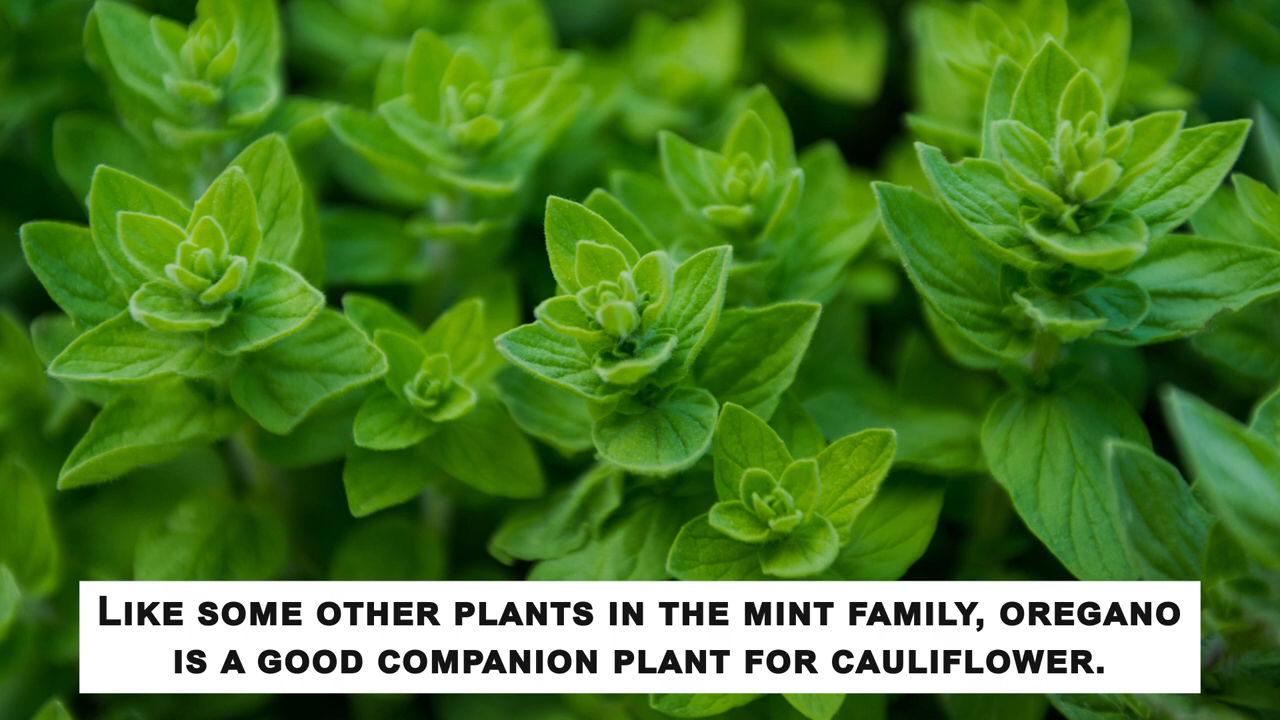 Like some other plants in the mint family, oregano
is a good companion plant for cauliflower.